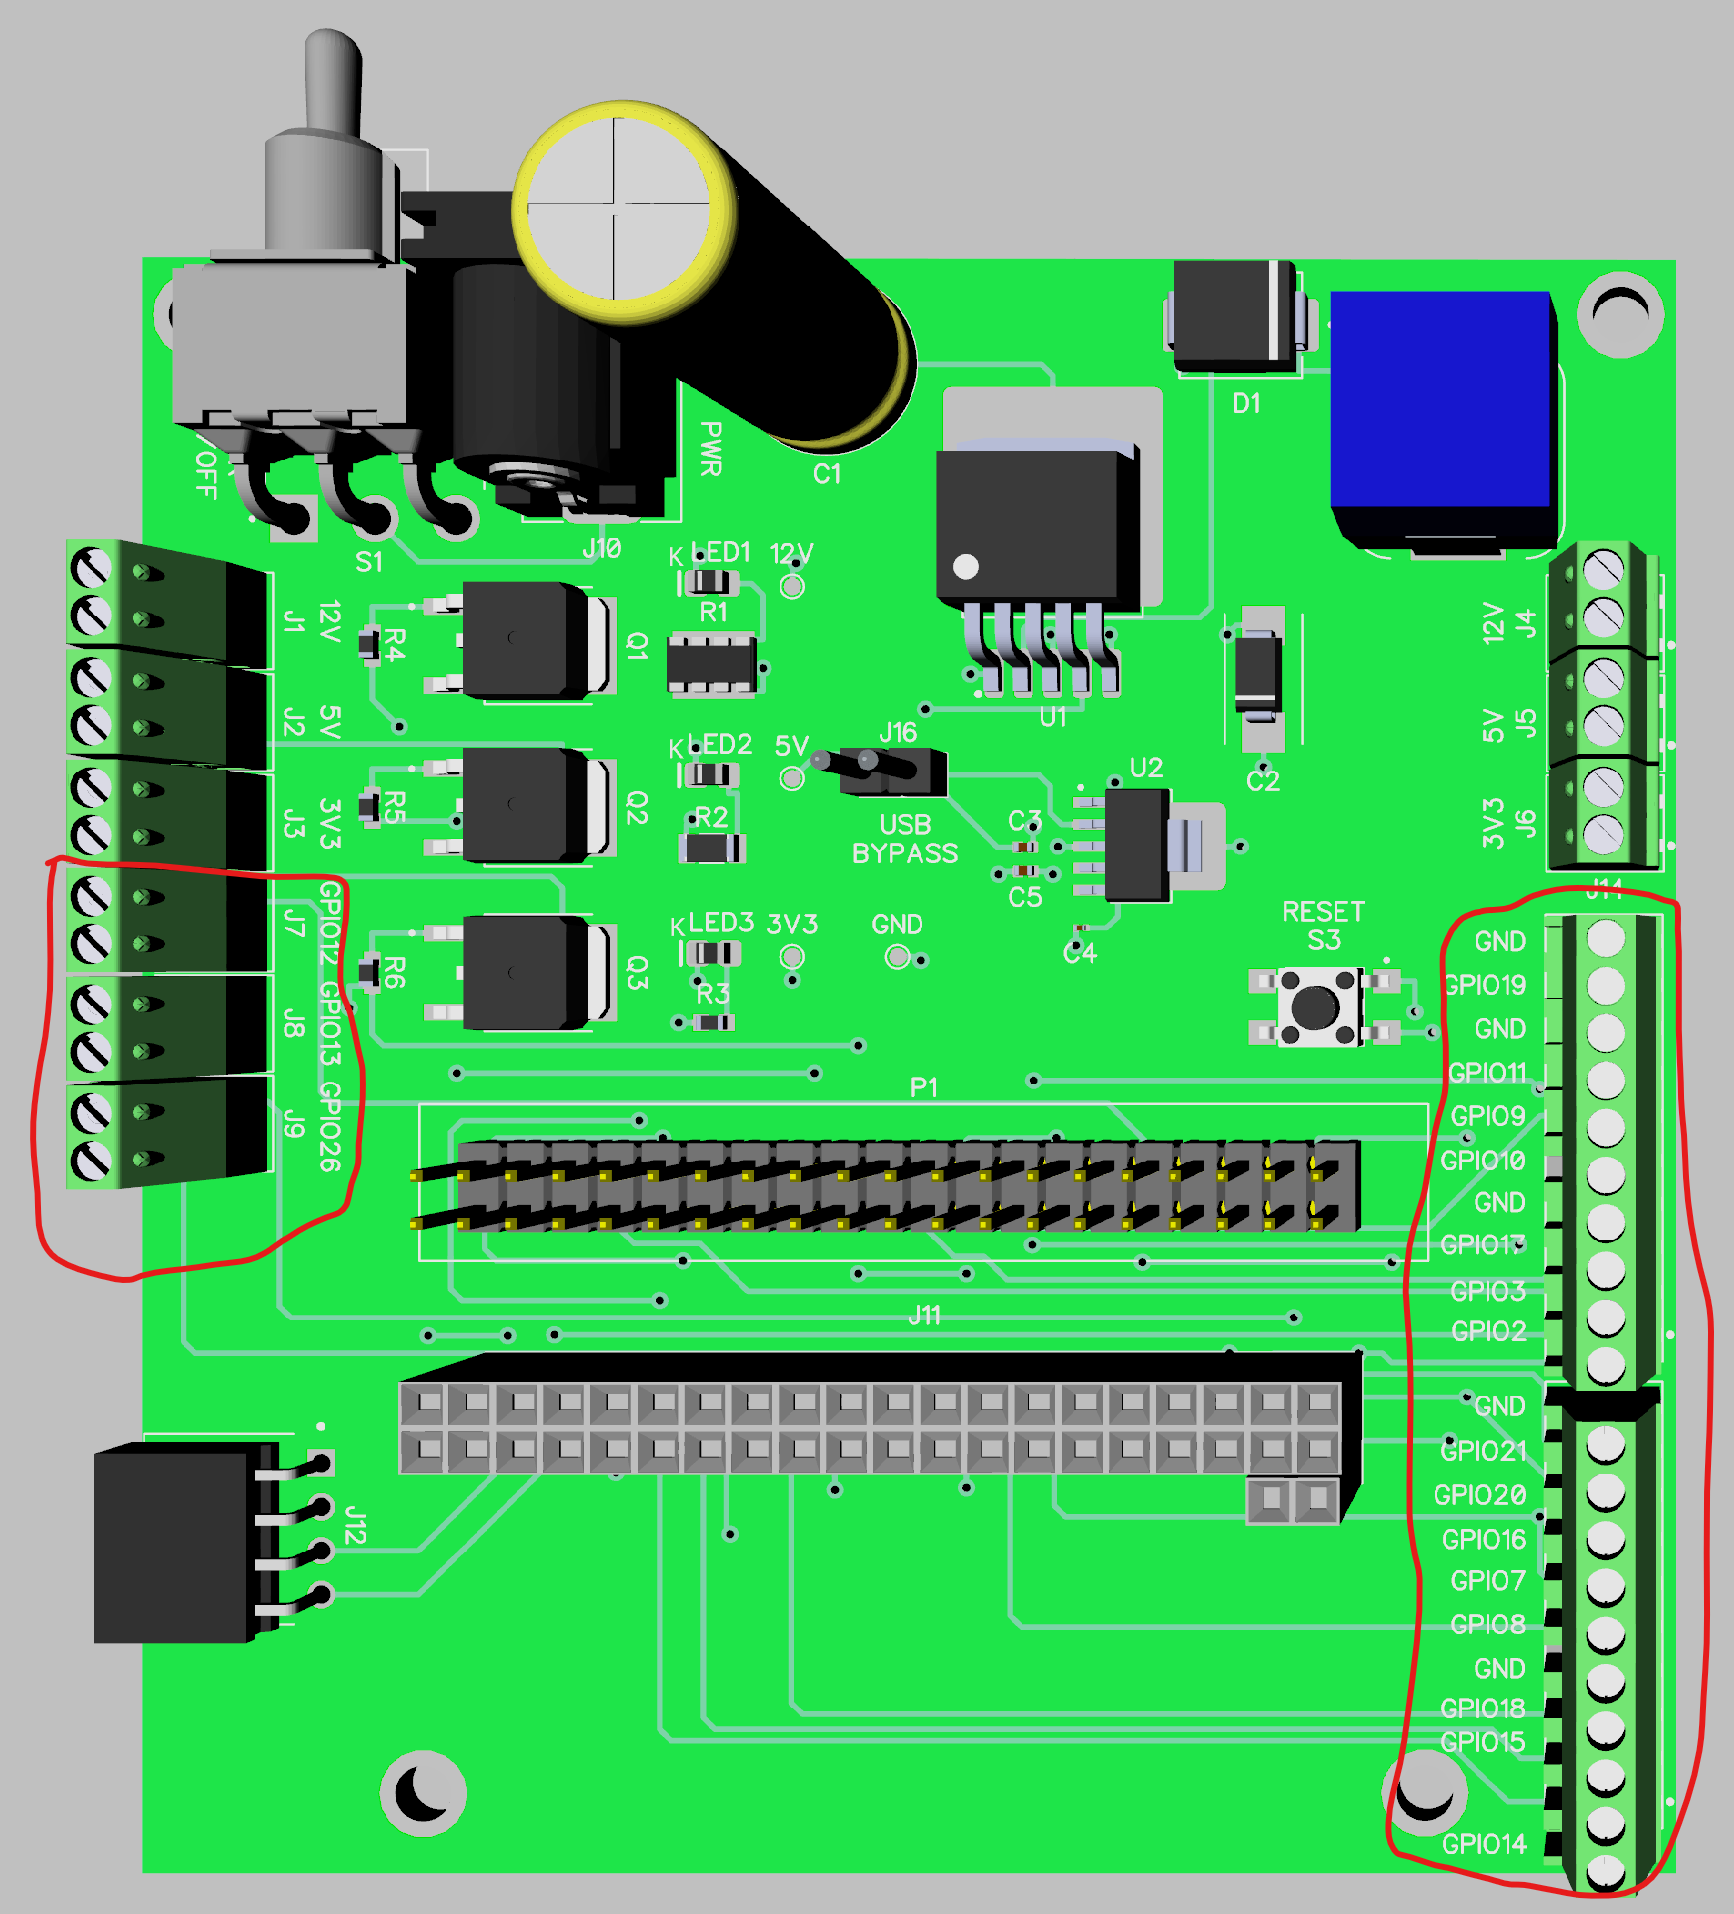 OFF
S1
PWR
J10
C1
D1
K LED1 12V
R1
J1 12V
R4
Q1
J2 5V
J3 3V3
R5
Q2
K LED2 5V
R2
J16
USB
BYPASS
U1
U2
C2
C3
C5
C4
12V J4
5V J5
3V3 J6
J7 GPIO12
J8 GPIO13
J9 GPIO26
R6
Q3
K LED3 3V3 GND
R3
RESET
S3
J14
GND
GPIO19
GND
GPIO11
GPIO9
GPIO10
GND
GPIO17
GPIO3
GPIO2
P1
J11
J12
GND
GPIO21
GPIO20
GPIO16
GPIO7
GPIO8
GND
GPIO18
GPIO15
GPIO14